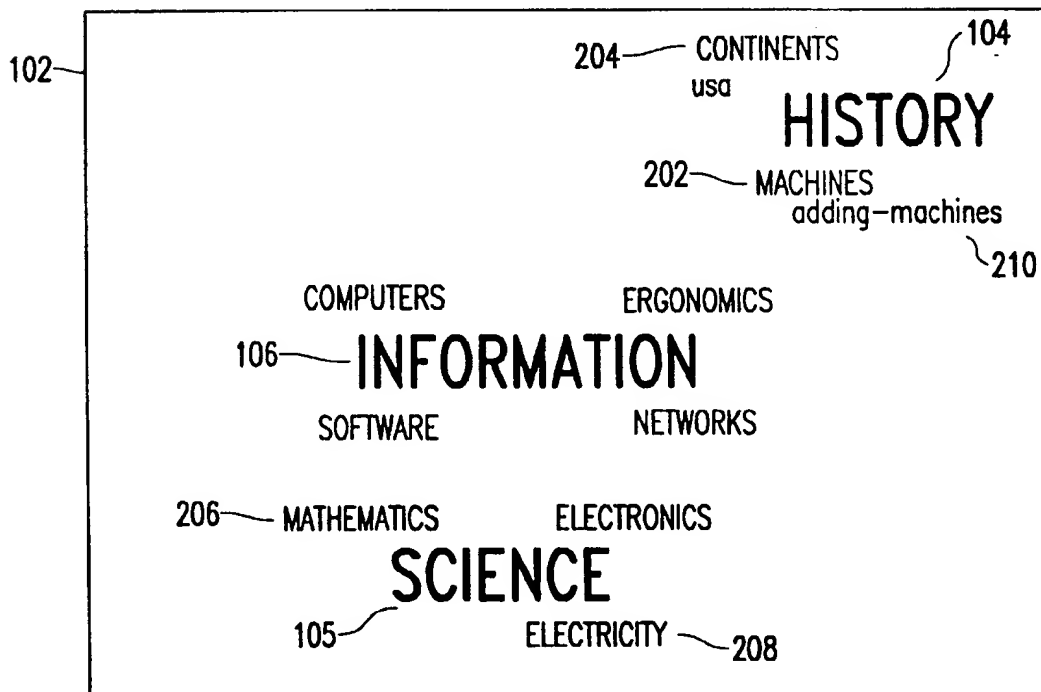 204 CONTINENTS 104
102
usa
HISTORY
202 MACHINES
adding-machines
210
COMPUTERS ERGONOMICS
106 INFORMATION
SOFTWARE NETWORKS
206 MATHEMATICS ELECTRONICS
SCIENCE
105 ELECTRICITY 208